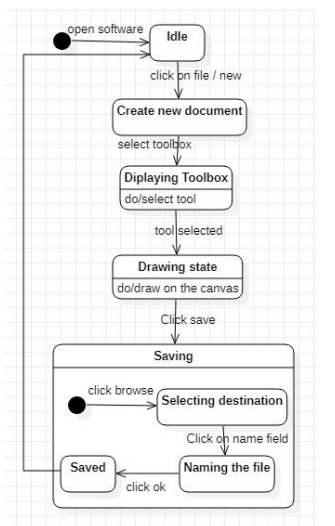 open software
Idle
click on file / new
Create new document
select toolbox
Diplaying Toolbox
do/select tool
tool selected
Drawing state
do/draw on the canvas
Click save
Saving
click browse
Selecting destination
Click on name field
Saved
Naming the file
click ok